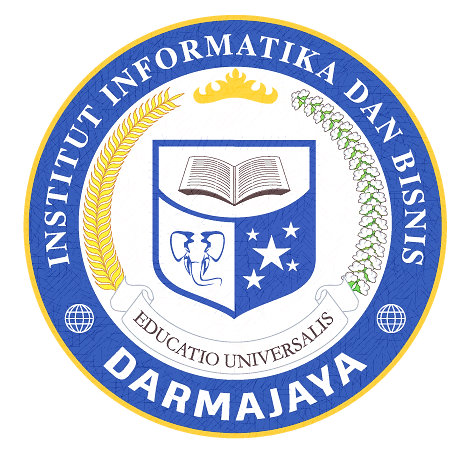 INSTITUT INFORMATIKA DAN BISNIS
EDUCATIO UNIVERSALIS
DARMAJAYA